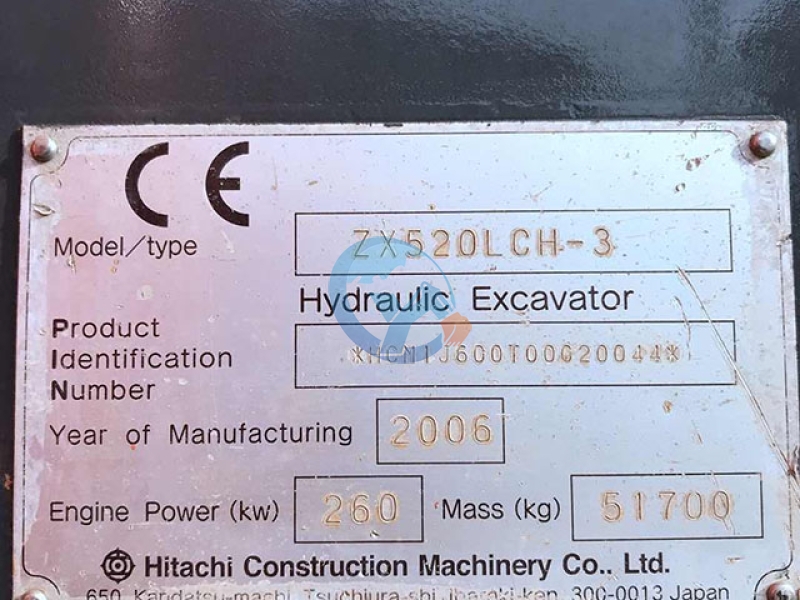 CE
Model/type ZX520LCH-3
Hydraulic Excavator
Product
Identification *HCM1J600T00020044*
Number
Year of Manufacturing 2006
Engine Power (kw) 260 Mass (kg) 51700
Hitachi Construction Machinery Co., Ltd.
650, Kandatsu-machi, Tsuchiura-shi, Ibaraki-ken, 300-0013 Japan